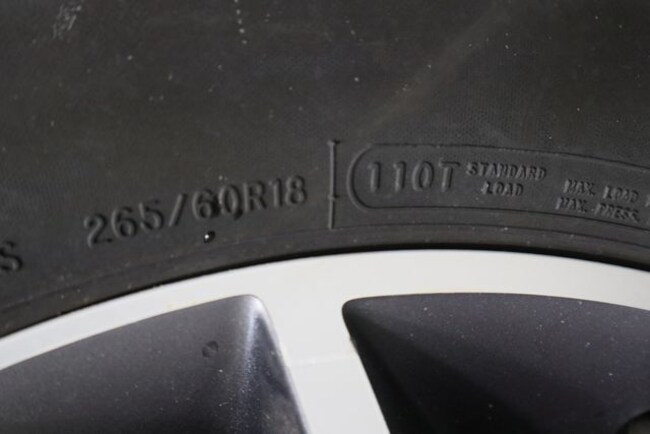 S 265/60R18 110T STANDARD
LOAD
MAX. LOAD
MAX. PRESS.